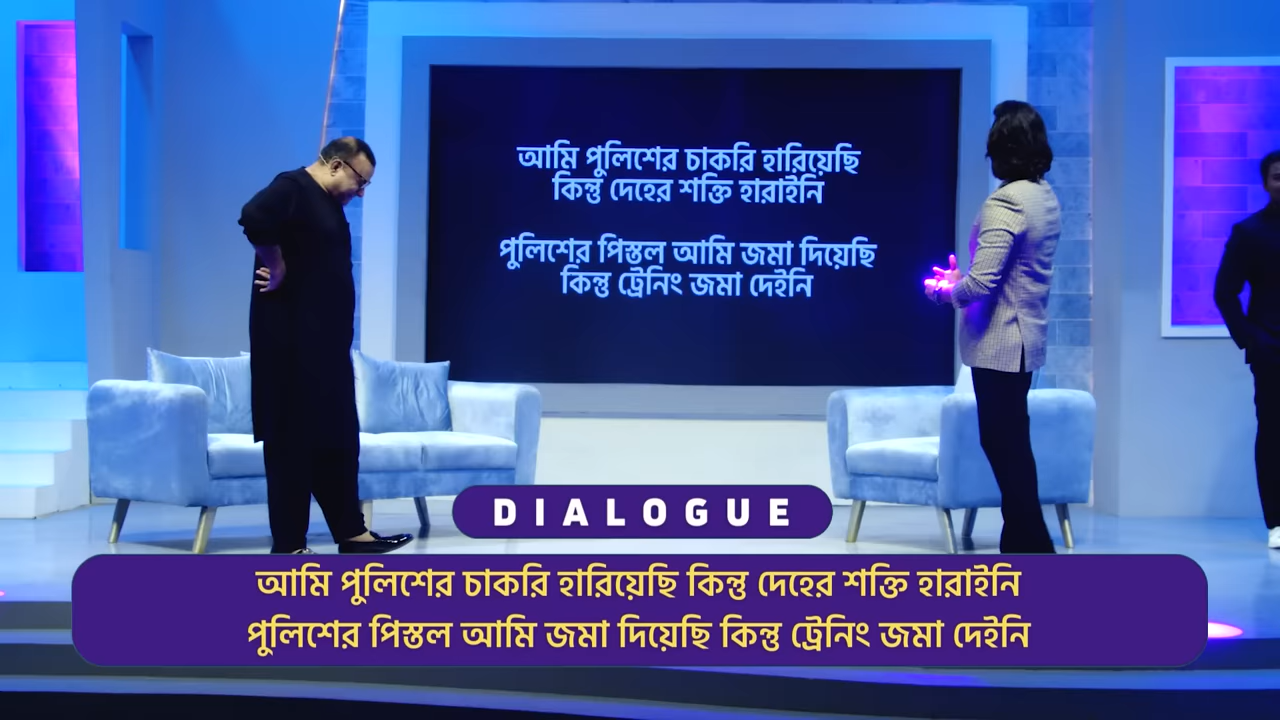 আমি পুলিশের চাকরি হারিয়েছি
কিন্তু দেহের শক্তি হারাইনি
পুলিশের পিস্তল আমি জমা দিয়েছি
কিন্তু ট্রেনিং জমা দেইনি
DIALOGUE
আমি পুলিশের চাকরি হারিয়েছি কিন্তু দেহের শক্তি হারাইনি
পুলিশের পিস্তল আমি জমা দিয়েছি কিন্তু ট্রেনিং জমা দেইনি